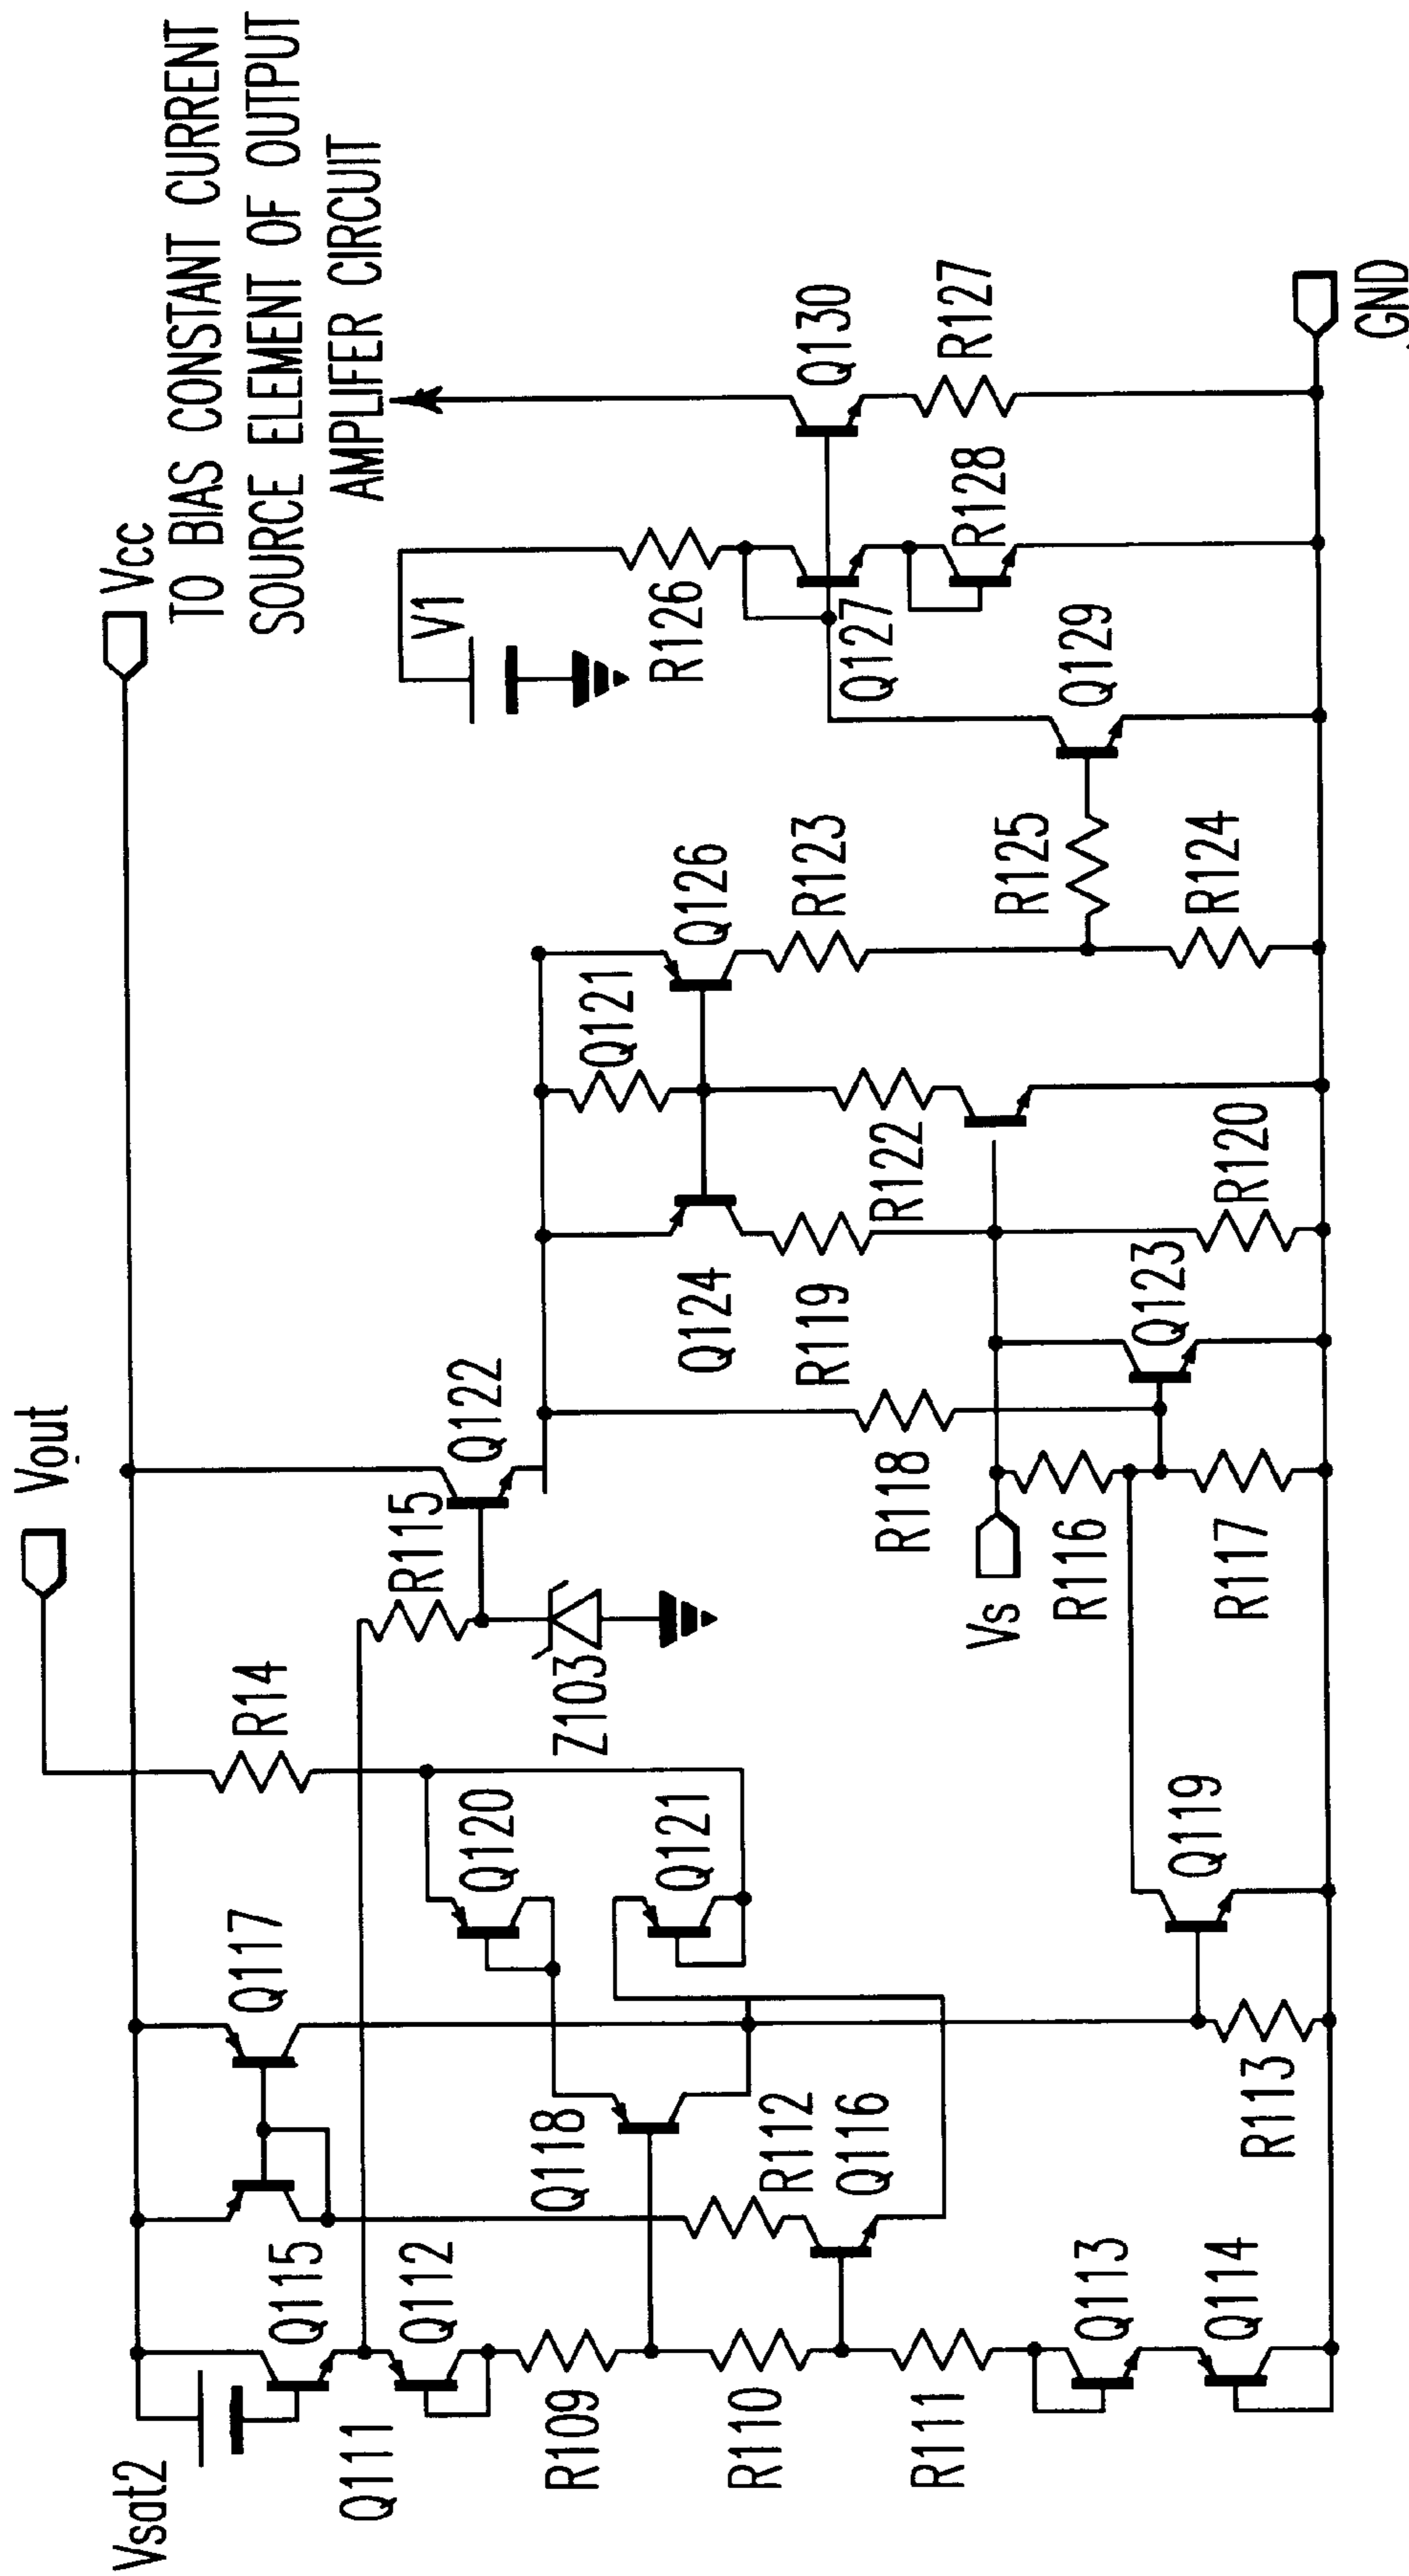 Vout
Vcc
TO BIAS CONSTANT CURRENT
SOURCE ELEMENT OF OUTPUT
AMPLIFER CIRCUIT
Vsat2
Q111
Q115
Q112
R109
R110
R111
Q113
Q114
Q117
Q118
R112
Q116
R113
Q120
Q121
Q119
R14
R115
Z103
Q122
Vs
R116
R117
R118
Q123
Q124
R119
R120
Q121
R122
Q126
R123
R125
R124
V1
R126
Q127
R128
Q129
Q130
R127
GND